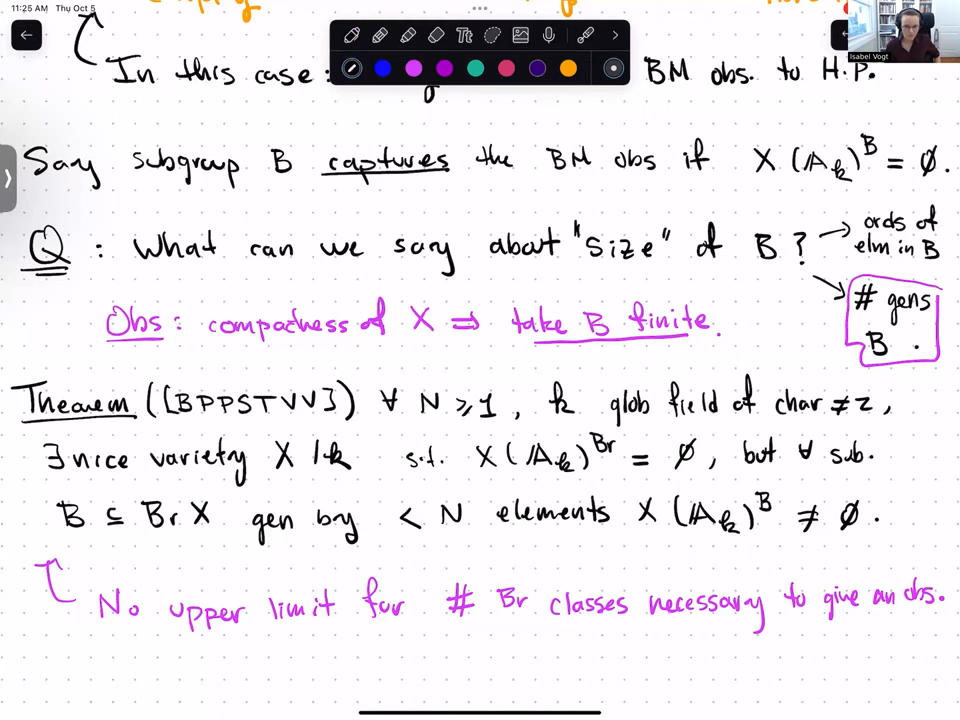 11:25 AM Thu Oct 5
Isabel Vogt
In this case: BM obs. to H.P.
Say subgroup B captures the BM obs if X(𝔸_k)^B = ∅.
Q: What can we say about "size" of B? → ords of elm in B
→ # gens B.
Obs: compactness of X ⇒ take B finite.
Theorem ([BPPSTVV]) ∀ N ≥ 1, k glob field of char ≠ 2,
∃ nice variety X/k s.t. X(𝔸_k)^Br = ∅, but ∀ sub.
B ⊆ Br X gen by < N elements X(𝔸_k)^B ≠ ∅.
No upper limit for # Br classes necessary to give an obs.